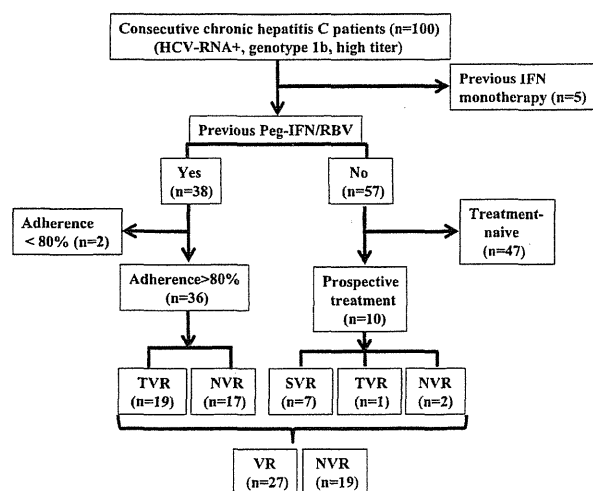 Consecutive chronic hepatitis C patients (n=100)
(HCV-RNA+, genotype 1b, high titer)
Previous IFN
monotherapy (n=5)
Previous Peg-IFN/RBV
Yes
(n=38)
No
(n=57)
Adherence
< 80% (n=2)
Treatment-
naive
(n=47)
Adherence>80%
(n=36)
Prospective
treatment
(n=10)
TVR
(n=19)
NVR
(n=17)
SVR
(n=7)
TVR
(n=1)
NVR
(n=2)
VR
(n=27)
NVR
(n=19)